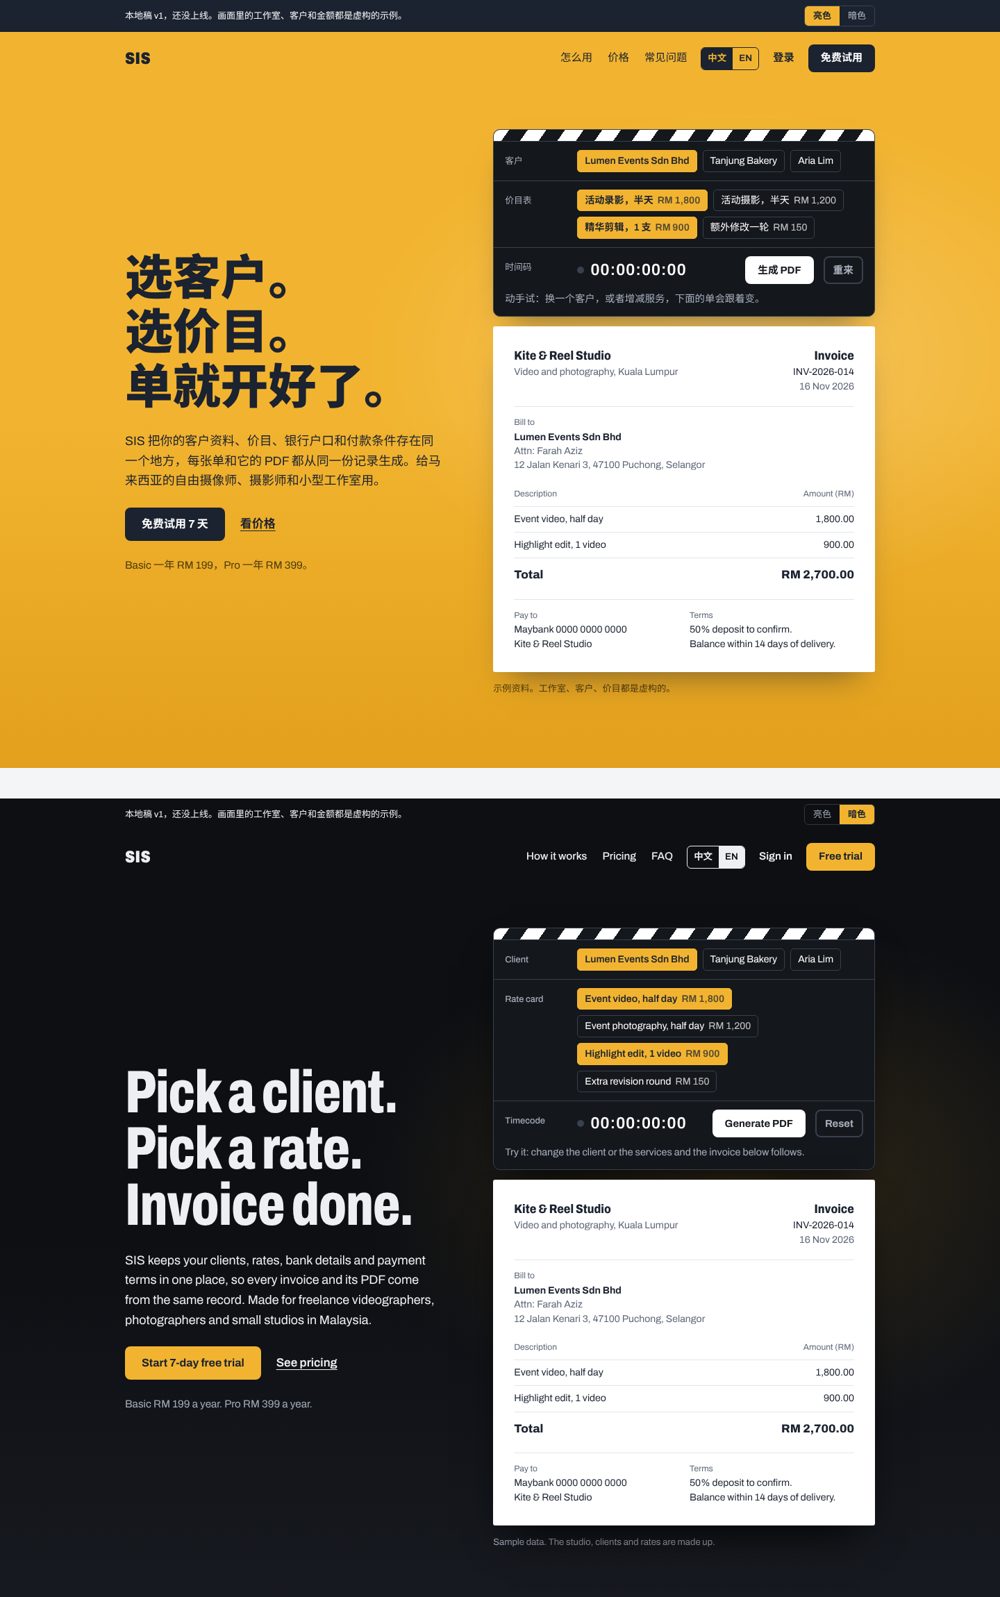 本地稿 v1，还没上线。画面里的工作室、客户和金额都是虚构的示例。
亮色 暗色
SIS
怎么用 价格 常见问题 中文 EN 登录 免费试用
选客户。
选价目。
单就开好了。
SIS 把你的客户资料、价目、银行户口和付款条件存在同
一个地方，每张单和它的 PDF 都从同一份记录生成。给马
来西亚的自由摄像师、摄影师和小型工作室用。
免费试用 7 天 看价格
Basic 一年 RM 199，Pro 一年 RM 399。
客户 Lumen Events Sdn Bhd Tanjung Bakery Aria Lim
价目表 活动录影，半天 RM 1,800 活动摄影，半天 RM 1,200
精华剪辑，1 支 RM 900 额外修改一轮 RM 150
时间码 00:00:00:00 生成 PDF 重来
动手试：换一个客户，或者增减服务，下面的单会跟着变。
Kite & Reel Studio Invoice
Video and photography, Kuala Lumpur INV-2026-014
16 Nov 2026
Bill to
Lumen Events Sdn Bhd
Attn: Farah Aziz
12 Jalan Kenari 3, 47100 Puchong, Selangor
Description Amount (RM)
Event video, half day 1,800.00
Highlight edit, 1 video 900.00
Total RM 2,700.00
Pay to Terms
Maybank 0000 0000 0000 50% deposit to confirm.
Kite & Reel Studio Balance within 14 days of delivery.
示例资料。工作室、客户、价目都是虚构的。
本地稿 v1，还没上线。画面里的工作室、客户和金额都是虚构的示例。
亮色 暗色
SIS
How it works Pricing FAQ 中文 EN Sign in Free trial
Pick a client.
Pick a rate.
Invoice done.
SIS keeps your clients, rates, bank details and payment
terms in one place, so every invoice and its PDF come
from the same record. Made for freelance videographers,
photographers and small studios in Malaysia.
Start 7-day free trial See pricing
Basic RM 199 a year. Pro RM 399 a year.
Client Lumen Events Sdn Bhd Tanjung Bakery Aria Lim
Rate card Event video, half day RM 1,800
Event photography, half day RM 1,200
Highlight edit, 1 video RM 900
Extra revision round RM 150
Timecode 00:00:00:00 Generate PDF Reset
Try it: change the client or the services and the invoice below follows.
Kite & Reel Studio Invoice
Video and photography, Kuala Lumpur INV-2026-014
16 Nov 2026
Bill to
Lumen Events Sdn Bhd
Attn: Farah Aziz
12 Jalan Kenari 3, 47100 Puchong, Selangor
Description Amount (RM)
Event video, half day 1,800.00
Highlight edit, 1 video 900.00
Total RM 2,700.00
Pay to Terms
Maybank 0000 0000 0000 50% deposit to confirm.
Kite & Reel Studio Balance within 14 days of delivery.
Sample data. The studio, clients and rates are made up.